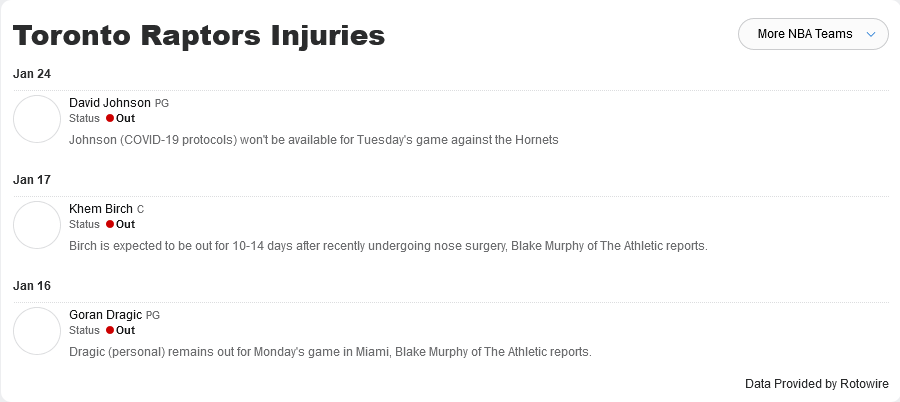 Toronto Raptors Injuries
More NBA Teams
Jan 24
David Johnson PG
Status Out
Johnson (COVID-19 protocols) won't be available for Tuesday's game against the Hornets
Jan 17
Khem Birch C
Status Out
Birch is expected to be out for 10-14 days after recently undergoing nose surgery, Blake Murphy of The Athletic reports.
Jan 16
Goran Dragic PG
Status Out
Dragic (personal) remains out for Monday's game in Miami, Blake Murphy of The Athletic reports.
Data Provided by Rotowire